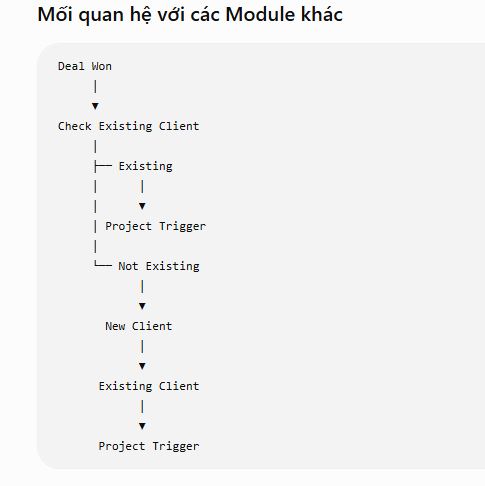 Mối quan hệ với các Module khác
Deal Won
│
▼
Check Existing Client
│
├── Existing
│ │
│ ▼
│ Project Trigger
│
└── Not Existing
│
▼
New Client
│
▼
Existing Client
│
▼
Project Trigger